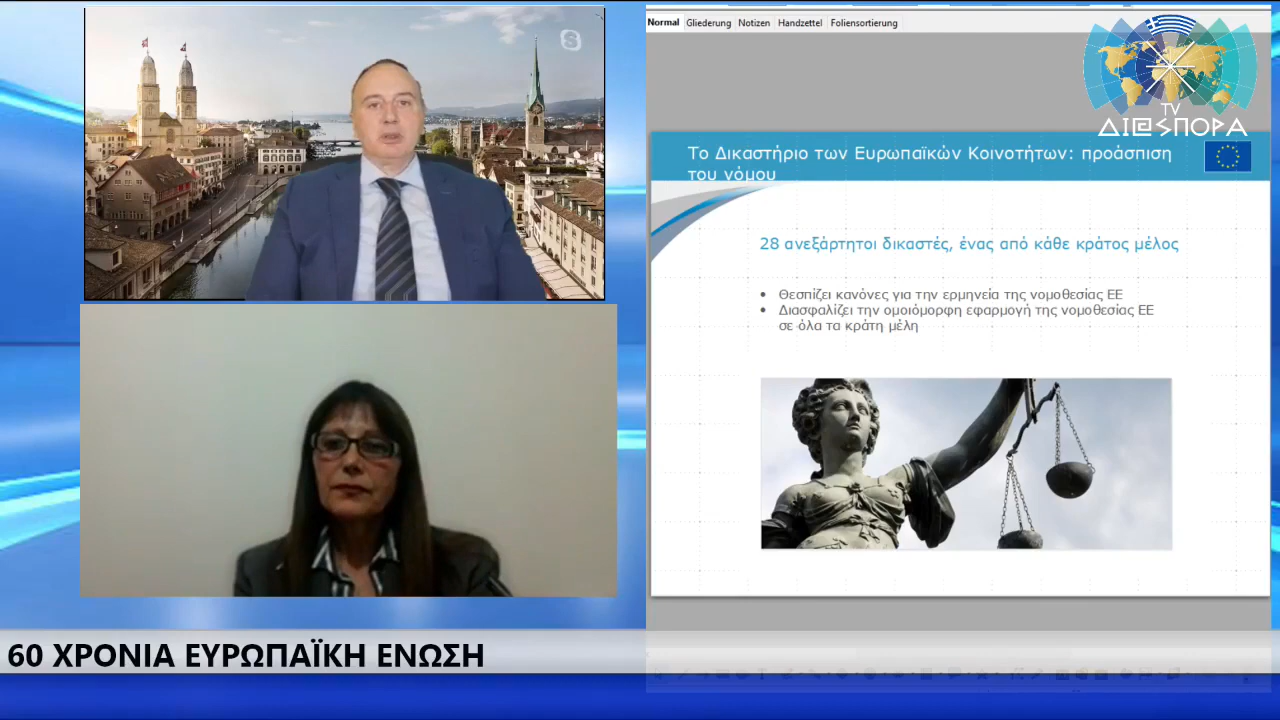 Normal Gliederung Notizen Handzettel Foliensortierung
TV
ΔΙ@ΣΠΟΡΑ
Το Δικαστήριο των Ευρωπαϊκών Κοινοτήτων: προάσπιση
του νόμου
28 ανεξάρτητοι δικαστές, ένας από κάθε κράτος μέλος
• Θεσπίζει κανόνες για την ερμηνεία της νομοθεσίας ΕΕ
• Διασφαλίζει την ομοιόμορφη εφαρμογή της νομοθεσίας ΕΕ
σε όλα τα κράτη μέλη
60 ΧΡΟΝΙΑ ΕΥΡΩΠΑΪΚΗ ΕΝΩΣΗ